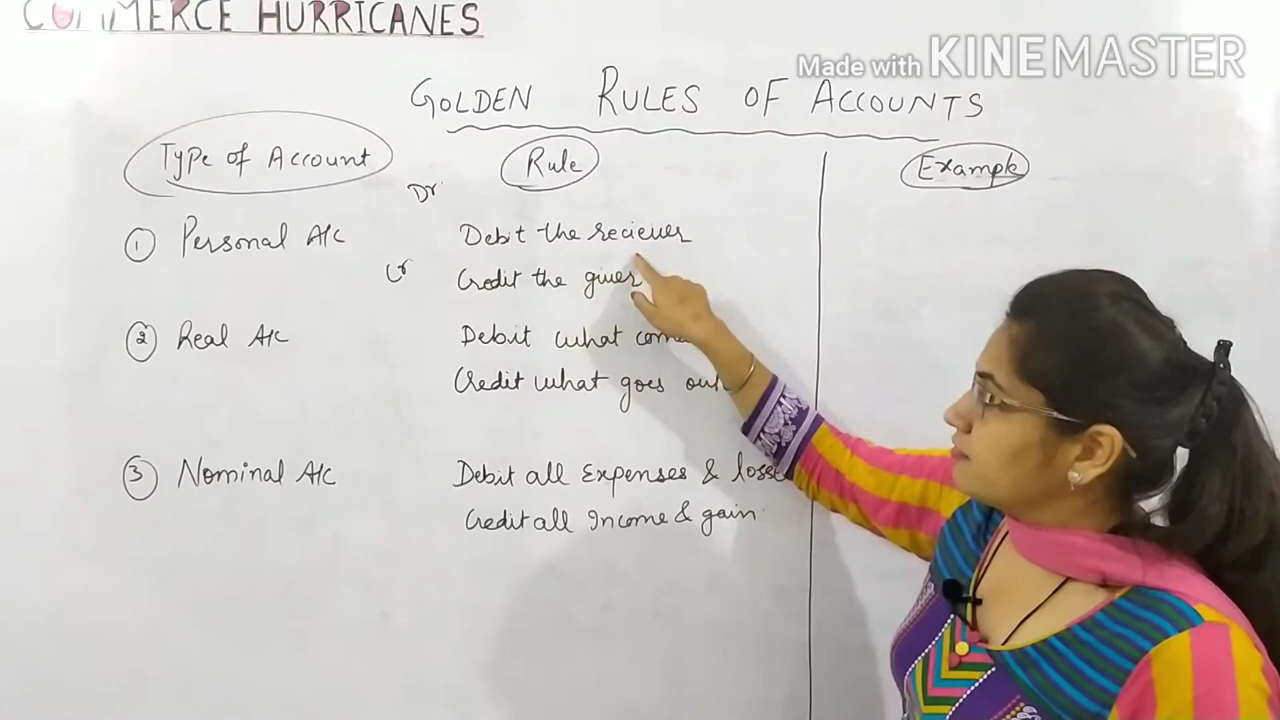 COMMERCE HURRICANES
Made with KINEMASTER
GOLDEN RULES OF ACCOUNTS
Type of Account Rule Example
Dr
① Personal A/c Debit the reciever
Cr Credit the giver
② Real A/c Debit what
Credit what goes out
③ Nominal A/c Debit all Expenses & losse
Credit all Income & gain